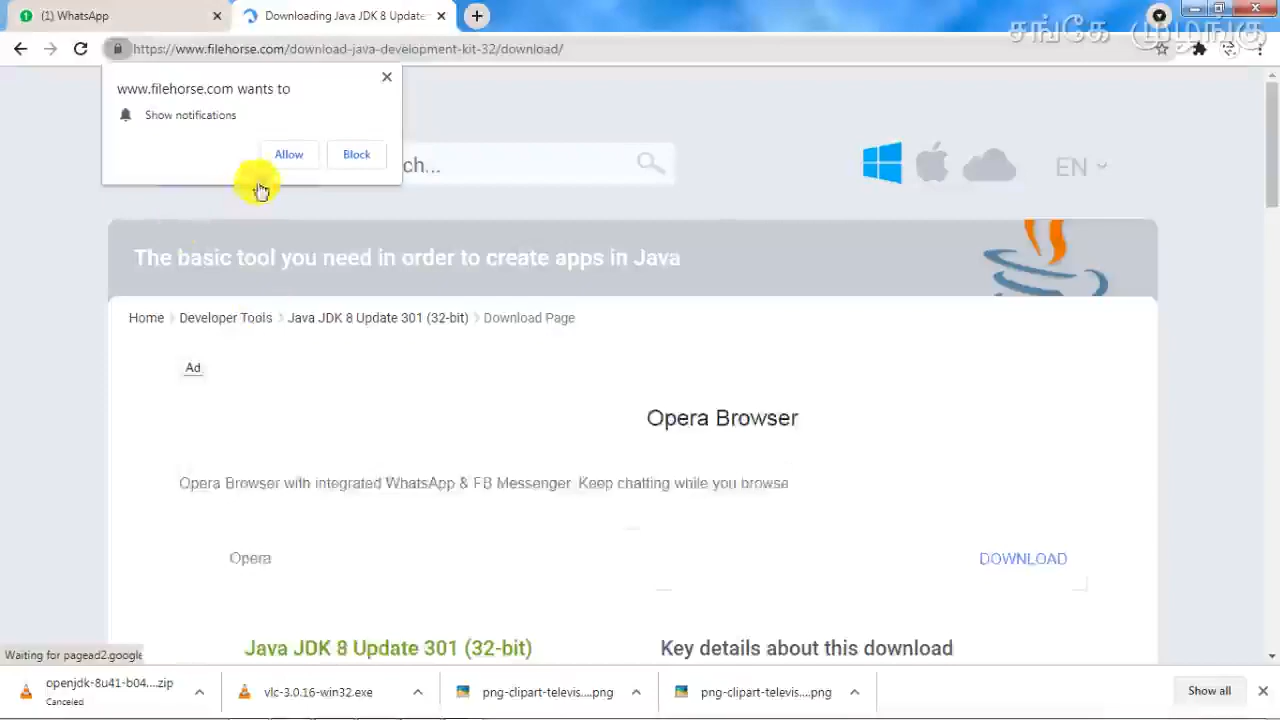 (1) WhatsApp
Downloading Java JDK 8 Update
https://www.filehorse.com/download-java-development-kit-32/download/
சங்கே முழங்கு
www.filehorse.com wants to
Show notifications
Allow
Block
ch...
EN
The basic tool you need in order to create apps in Java
Home
Developer Tools
Java JDK 8 Update 301 (32-bit)
Download Page
Ad
Opera Browser
Opera Browser with integrated WhatsApp & FB Messenger. Keep chatting while you browse
Opera
DOWNLOAD
Java JDK 8 Update 301 (32-bit)
Key details about this download
Waiting for pagead2.google
openjdk-8u41-b04....zip
Canceled
vlc-3.0.16-win32.exe
png-clipart-televis....png
png-clipart-televis....png
Show all